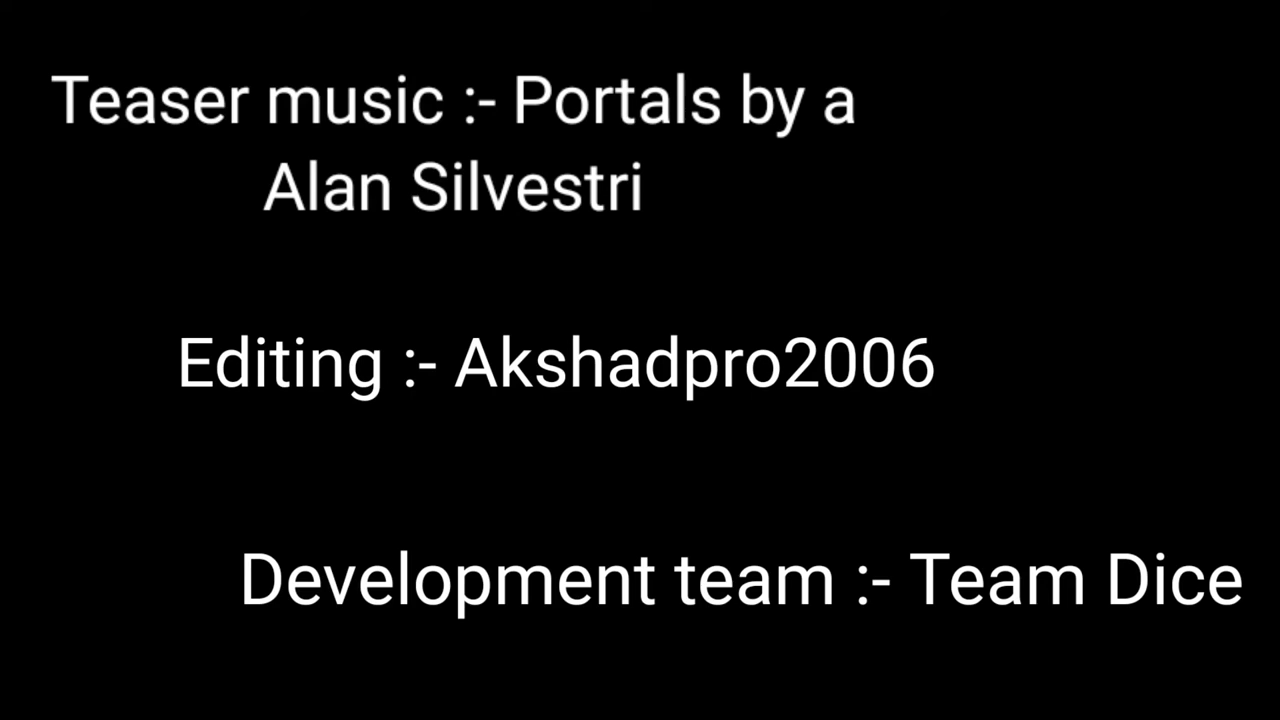 Teaser music :- Portals by a
Alan Silvestri
Editing :- Akshadpro2006
Development team :- Team Dice